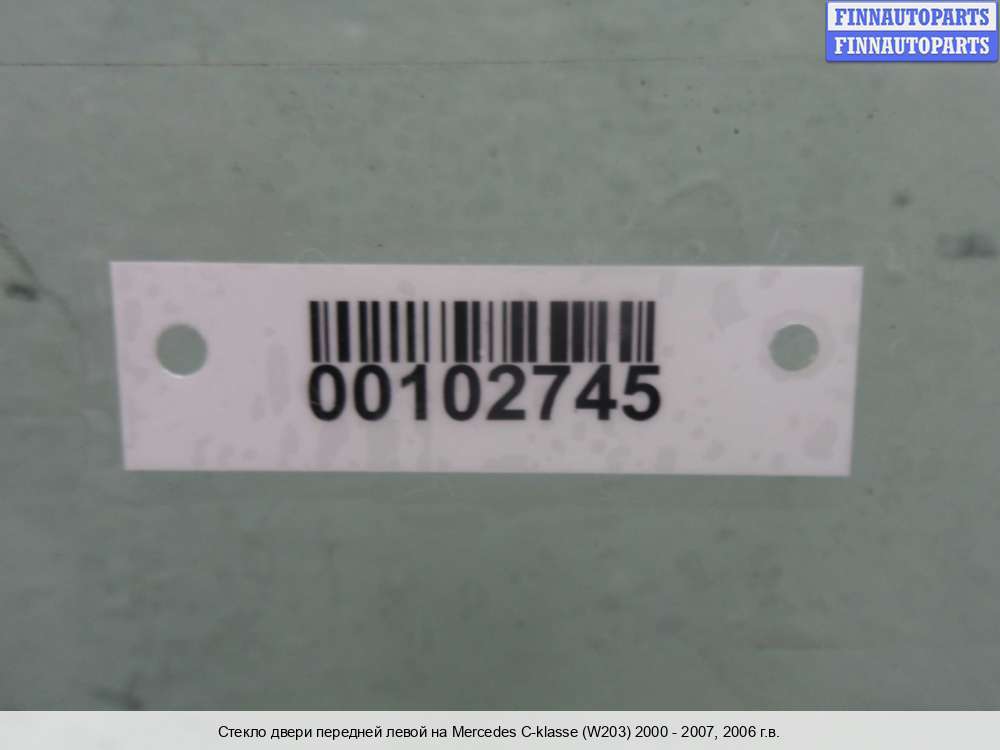 FINNAUTOPARTS
FINNAUTOPARTS
00102745
Стекло двери передней левой на Mercedes C-klasse (W203) 2000 - 2007, 2006 г.в.